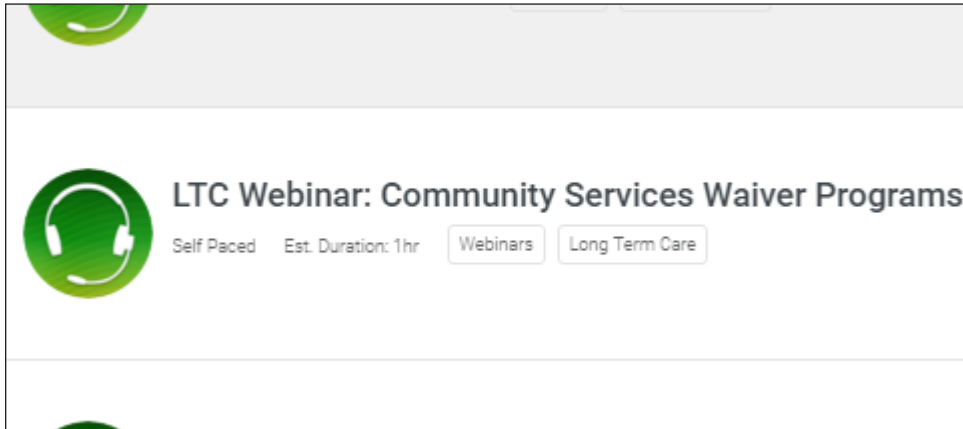 LTC Webinar: Community Services Waiver Programs
Self Paced Est. Duration: 1hr Webinars Long Term Care